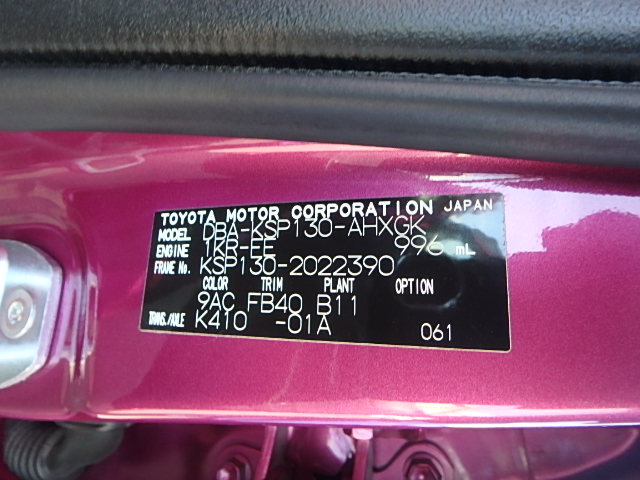 TOYOTA MOTOR CORPORATION JAPAN
MODEL DBA-KSP130-AHXGK
ENGINE 1KR-FE 996 mL
FRAME No. KSP130-2022390
COLOR TRIM PLANT OPTION
9AC FB40 B11
TRANS./AXLE K410 -01A
061